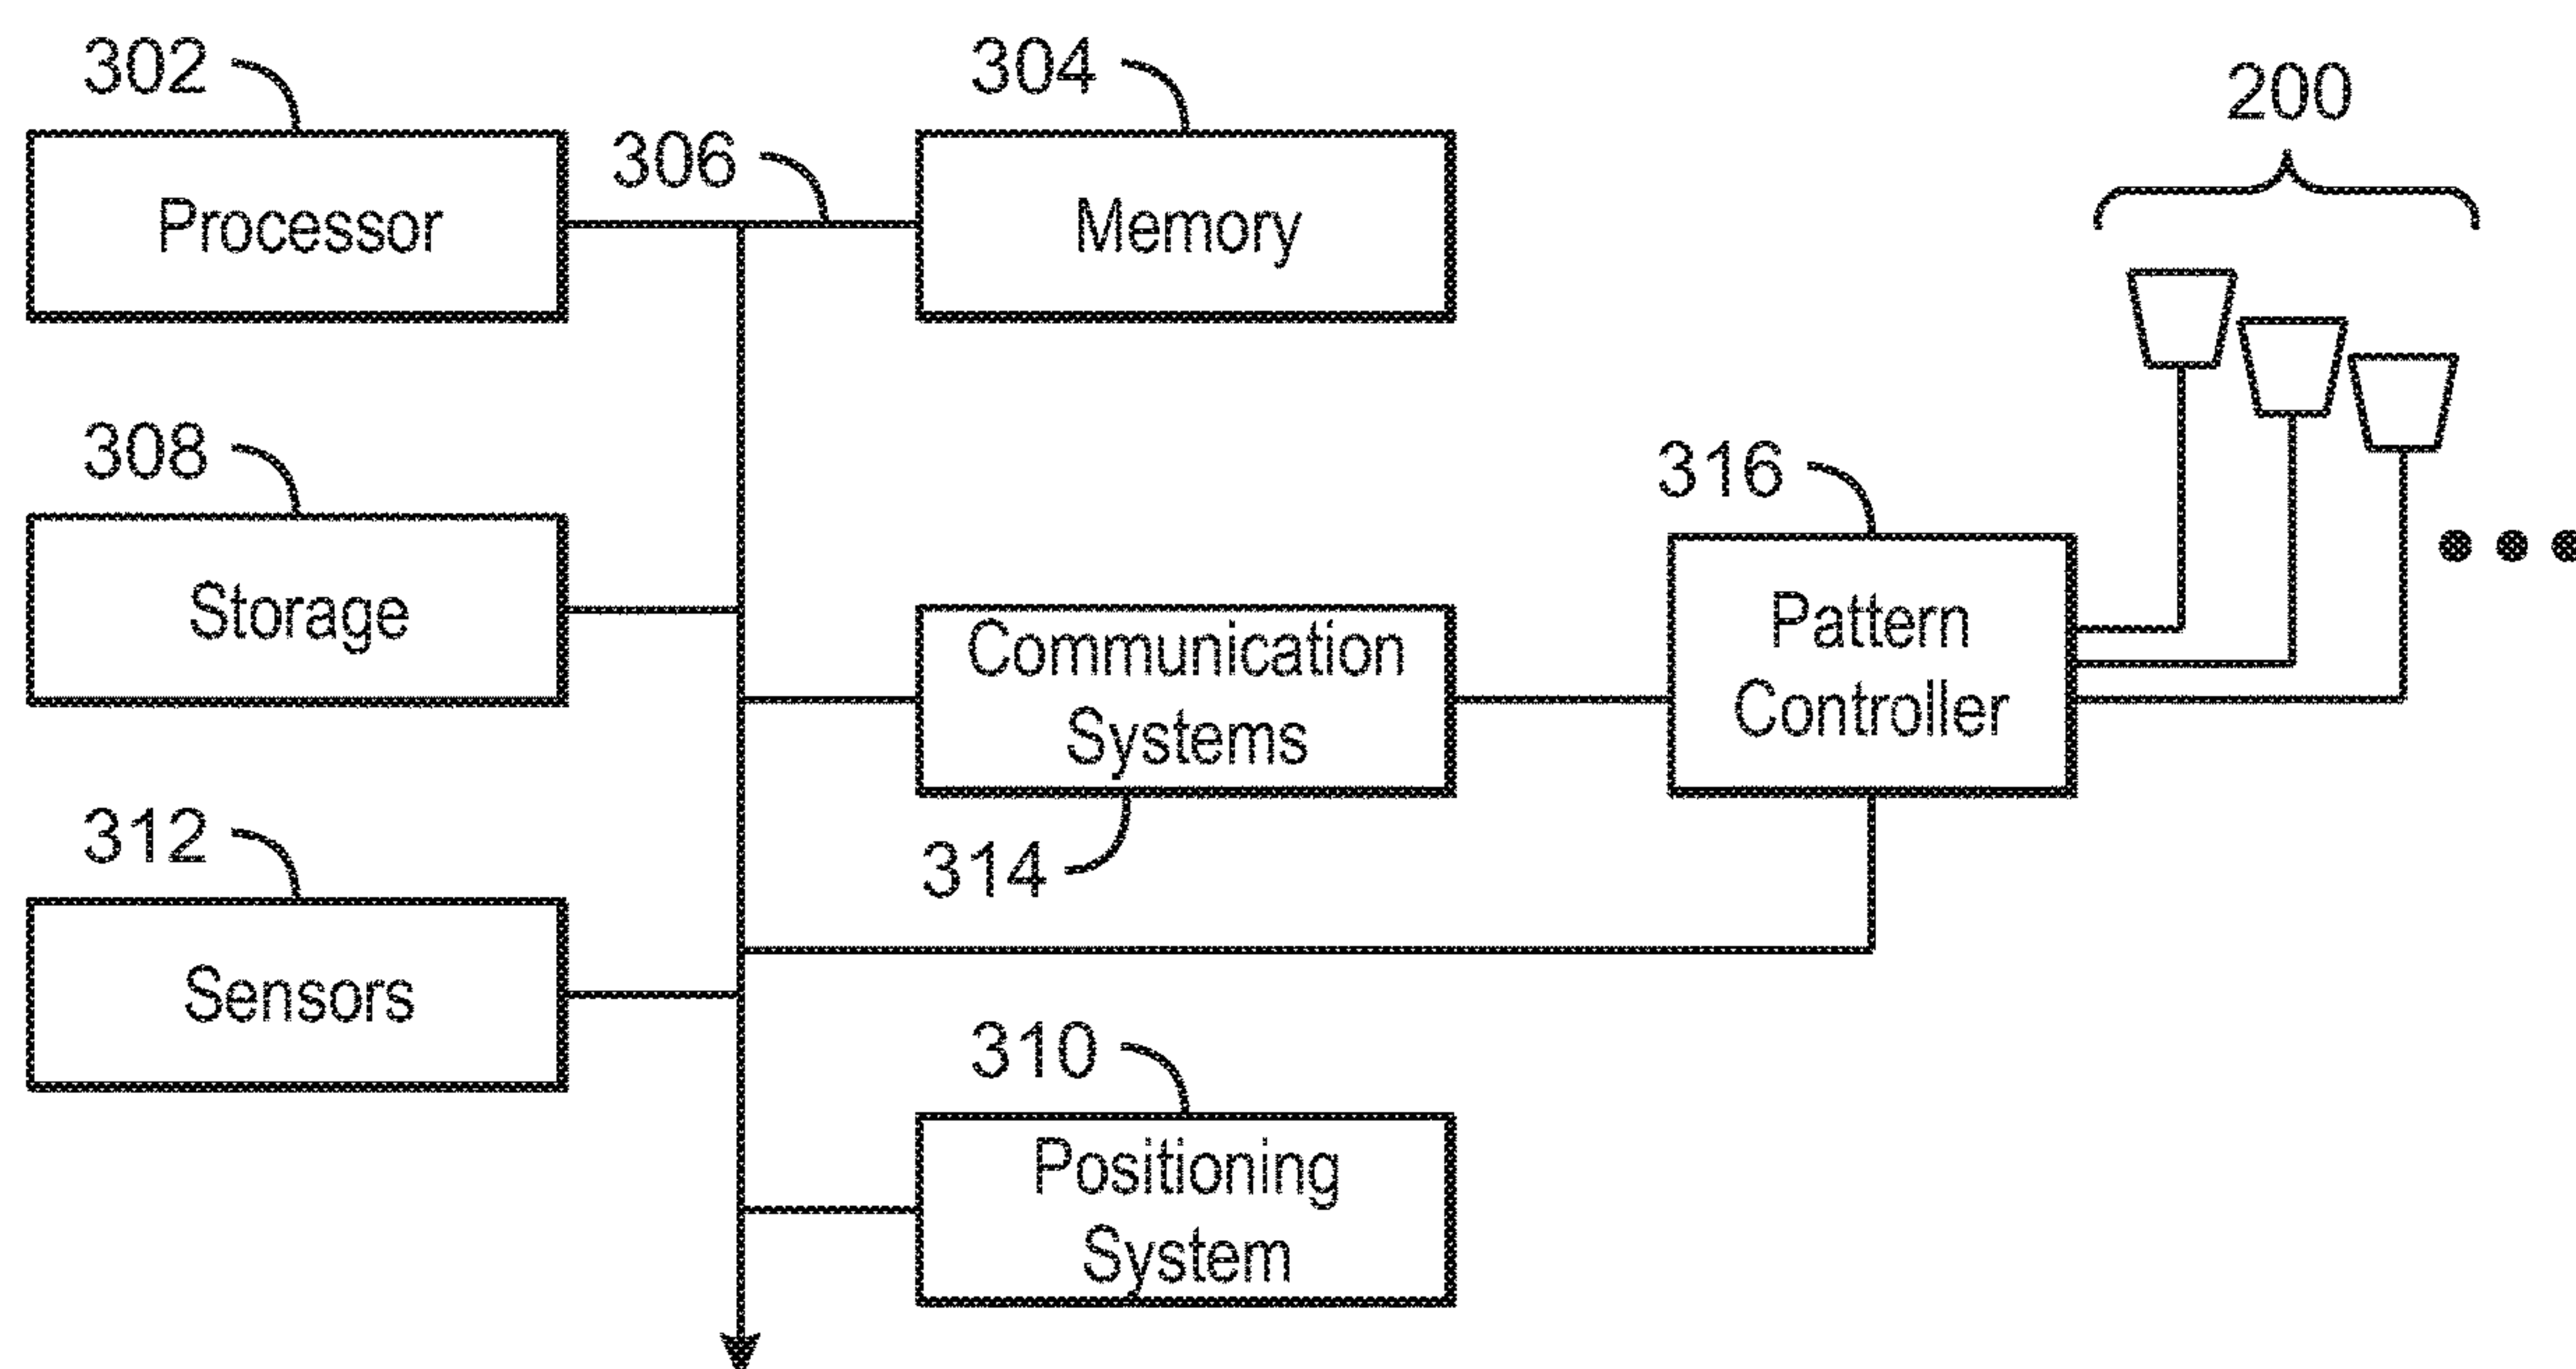 302
304
200
306
Processor
Memory
308
316
Storage
Communication
Systems
Pattern
Controller
312
314
Sensors
310
Positioning
System